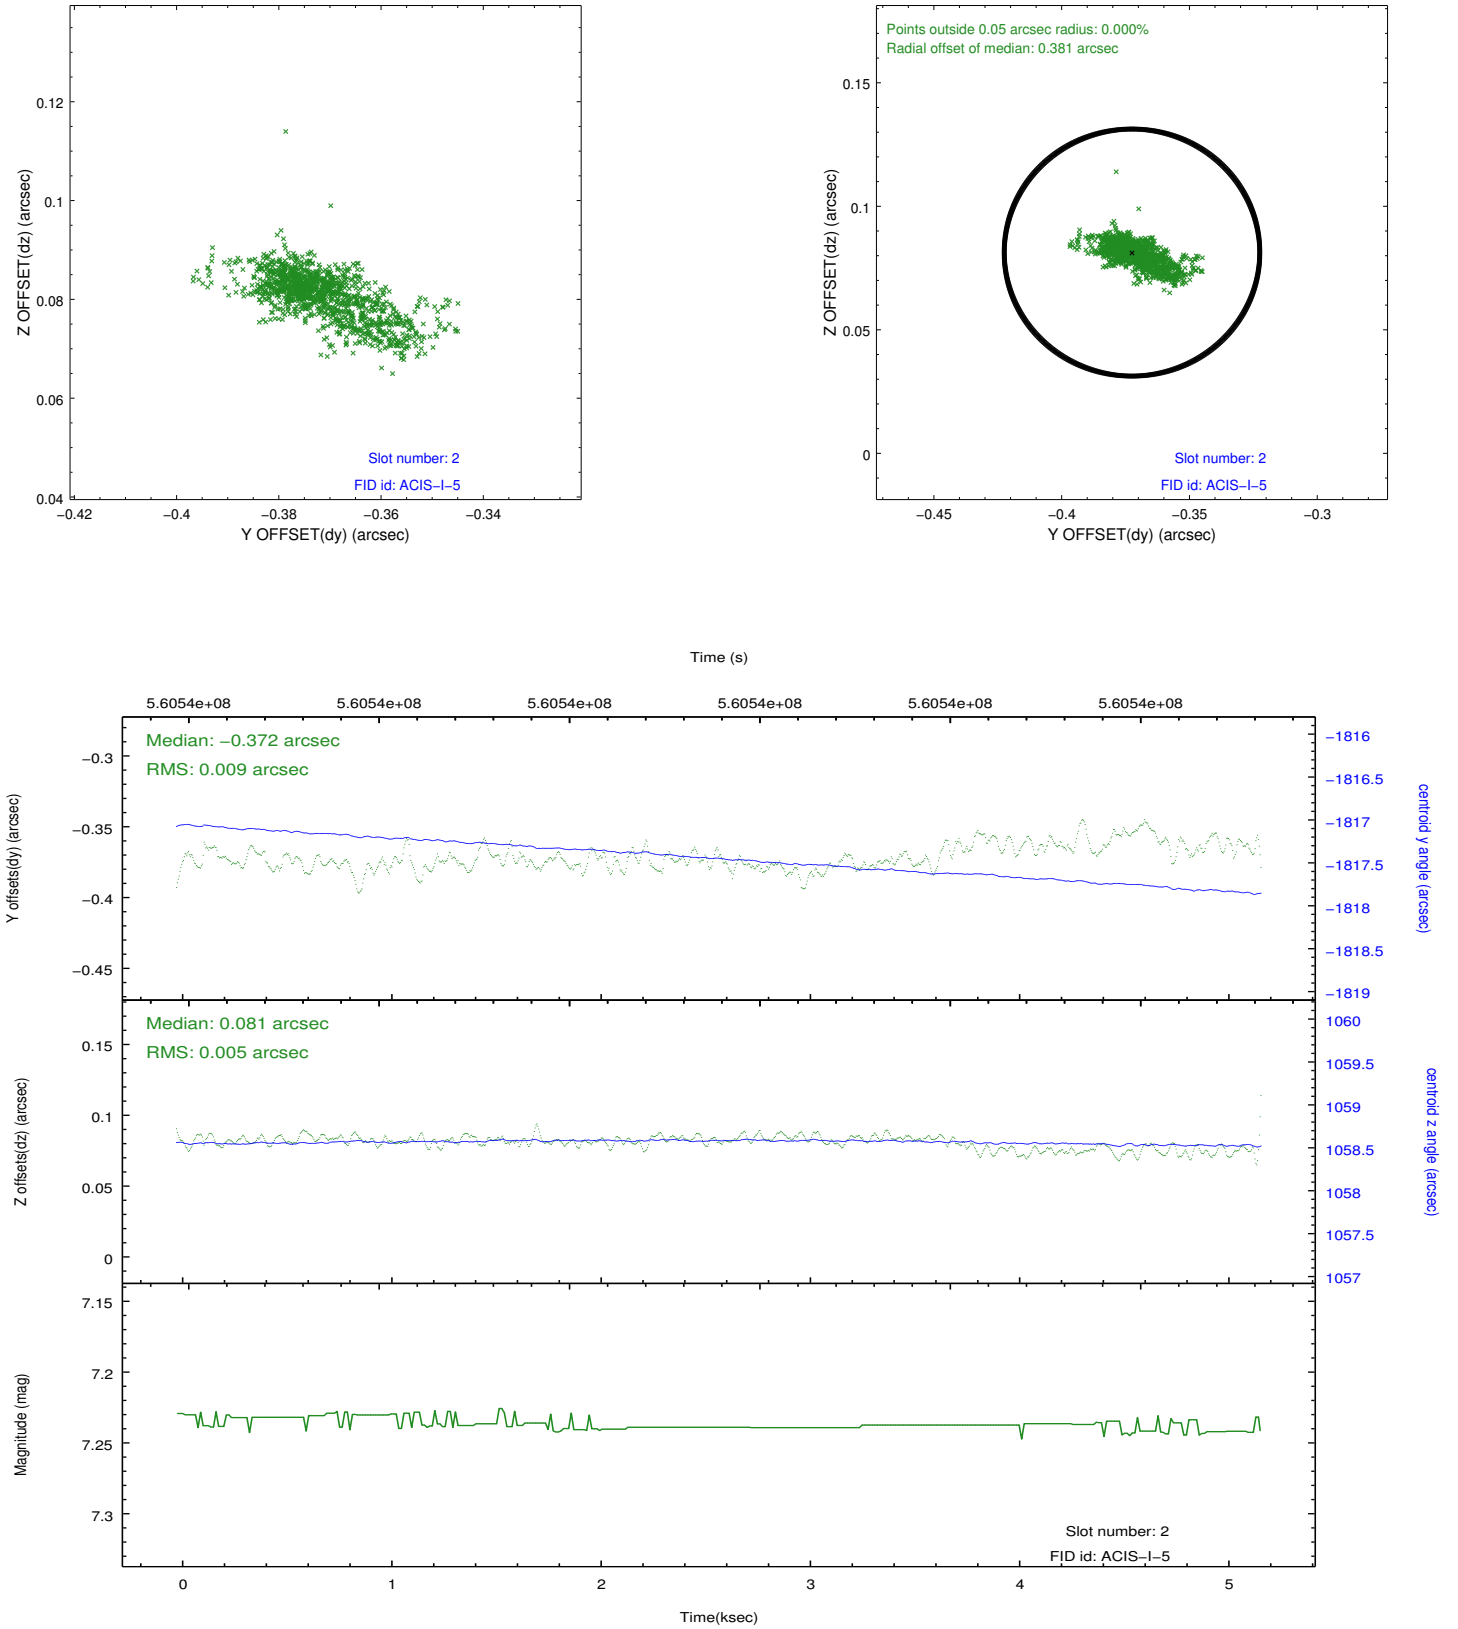 0.12
0.1
0.08
0.06
0.04
Z OFFSET(dz) (arcsec)
Slot number: 2
FID id: ACIS−I−5
−0.42 −0.4 −0.38 −0.36 −0.34
Y OFFSET(dy) (arcsec)
Points outside 0.05 arcsec radius: 0.000%
Radial offset of median: 0.381 arcsec
0.15
0.1
0.05
0
Z OFFSET(dz) (arcsec)
Slot number: 2
FID id: ACIS−I−5
−0.45 −0.4 −0.35 −0.3
Y OFFSET(dy) (arcsec)
Time (s)
5.6054e+08 5.6054e+08 5.6054e+08 5.6054e+08 5.6054e+08 5.6054e+08
Median: −0.372 arcsec
RMS: 0.009 arcsec
−0.3
−0.35
−0.4
−0.45
Y offsets(dy) (arcsec)
−1816
−1816.5
−1817
−1817.5
−1818
−1818.5
−1819
centroid y angle (arcsec)
Median: 0.081 arcsec
RMS: 0.005 arcsec
0.15
0.1
0.05
0
Z offsets(dz) (arcsec)
1060
1059.5
1059
1058.5
1058
1057.5
1057
centroid z angle (arcsec)
7.15
7.2
7.25
7.3
Magnitude (mag)
Slot number: 2
FID id: ACIS−I−5
0 1 2 3 4 5
Time(ksec)